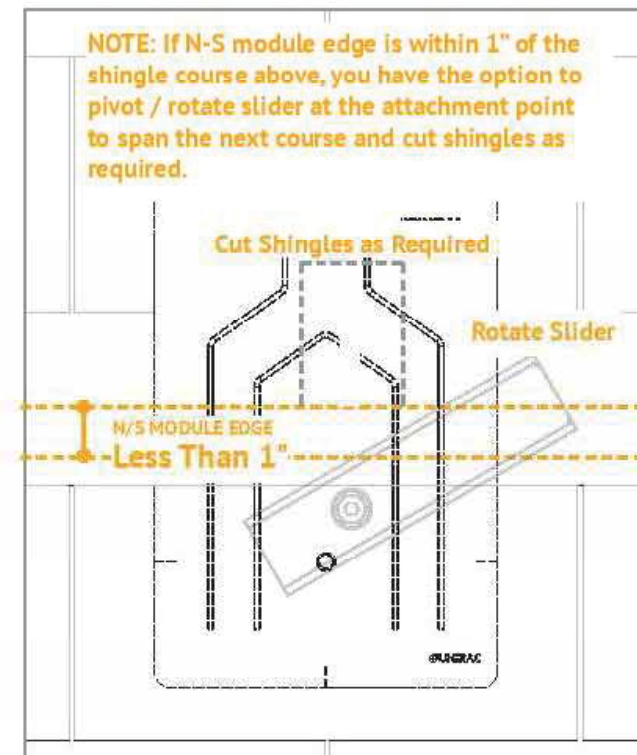 NOTE: If N-S module edge is within 1" of the
shingle course above, you have the option to
pivot / rotate slider at the attachment point
to span the next course and cut shingles as
required.
Cut Shingles as Required
Rotate Slider
N/S MODULE EDGE
Less Than 1"
UNIRAC